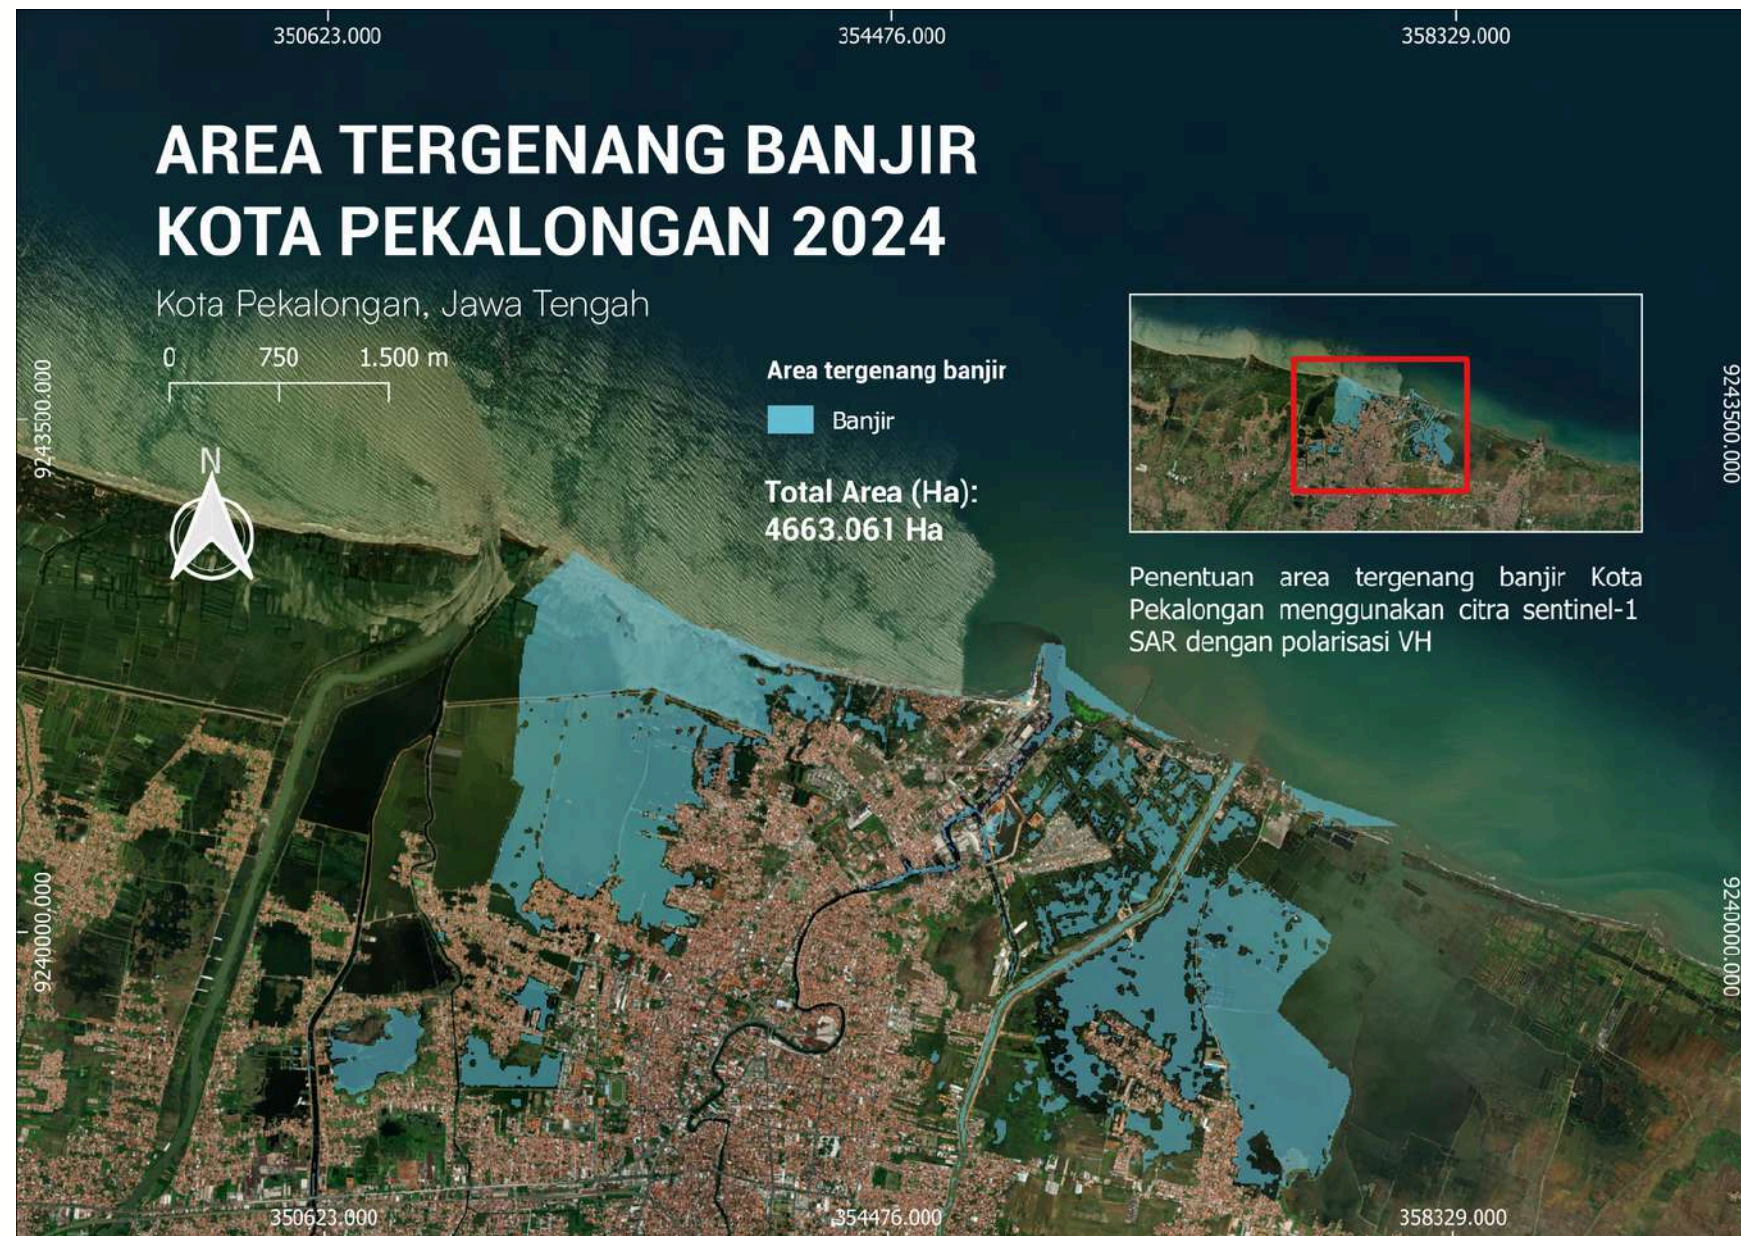 350623.000
354476.000
358329.000
AREA TERGENANG BANJIR
KOTA PEKALONGAN 2024
Kota Pekalongan, Jawa Tengah
0 750 1.500 m
N
Area tergenang banjir
Banjir
Total Area (Ha):
4663.061 Ha
Penentuan area tergenang banjir Kota
Pekalongan menggunakan citra sentinel-1
SAR dengan polarisasi VH
9243500.000
9243500.000
9240000.000
9240000.000
350623.000
354476.000
358329.000